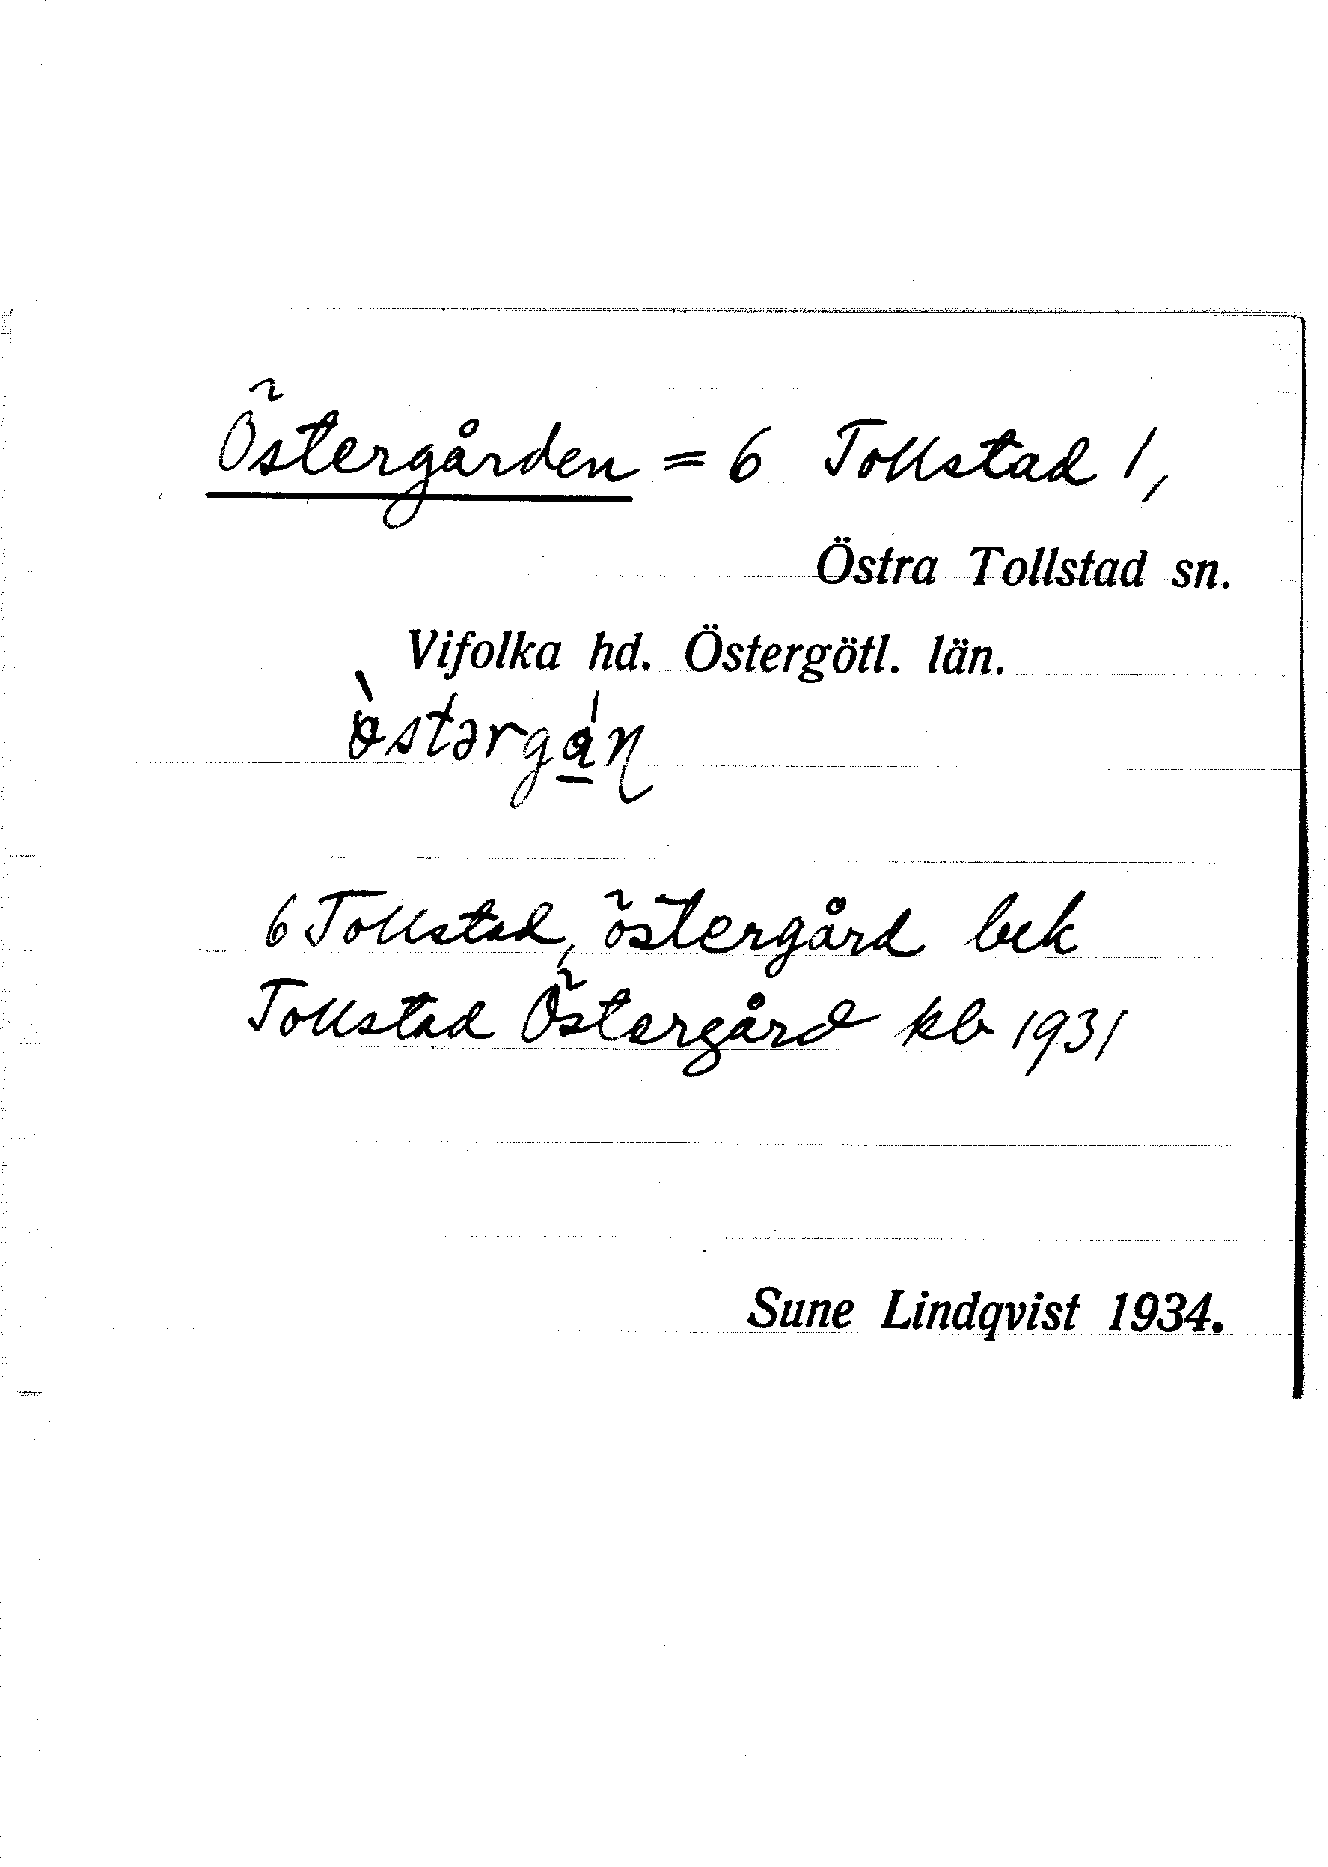 Östergården = 6 Tollstad 1,
Östra Tollstad sn.
Vifolka hd. Östergötl. län.
6 Tollstad, östergård bek
Tollstad Östergård kb 1931
Sune Lindqvist 1934.